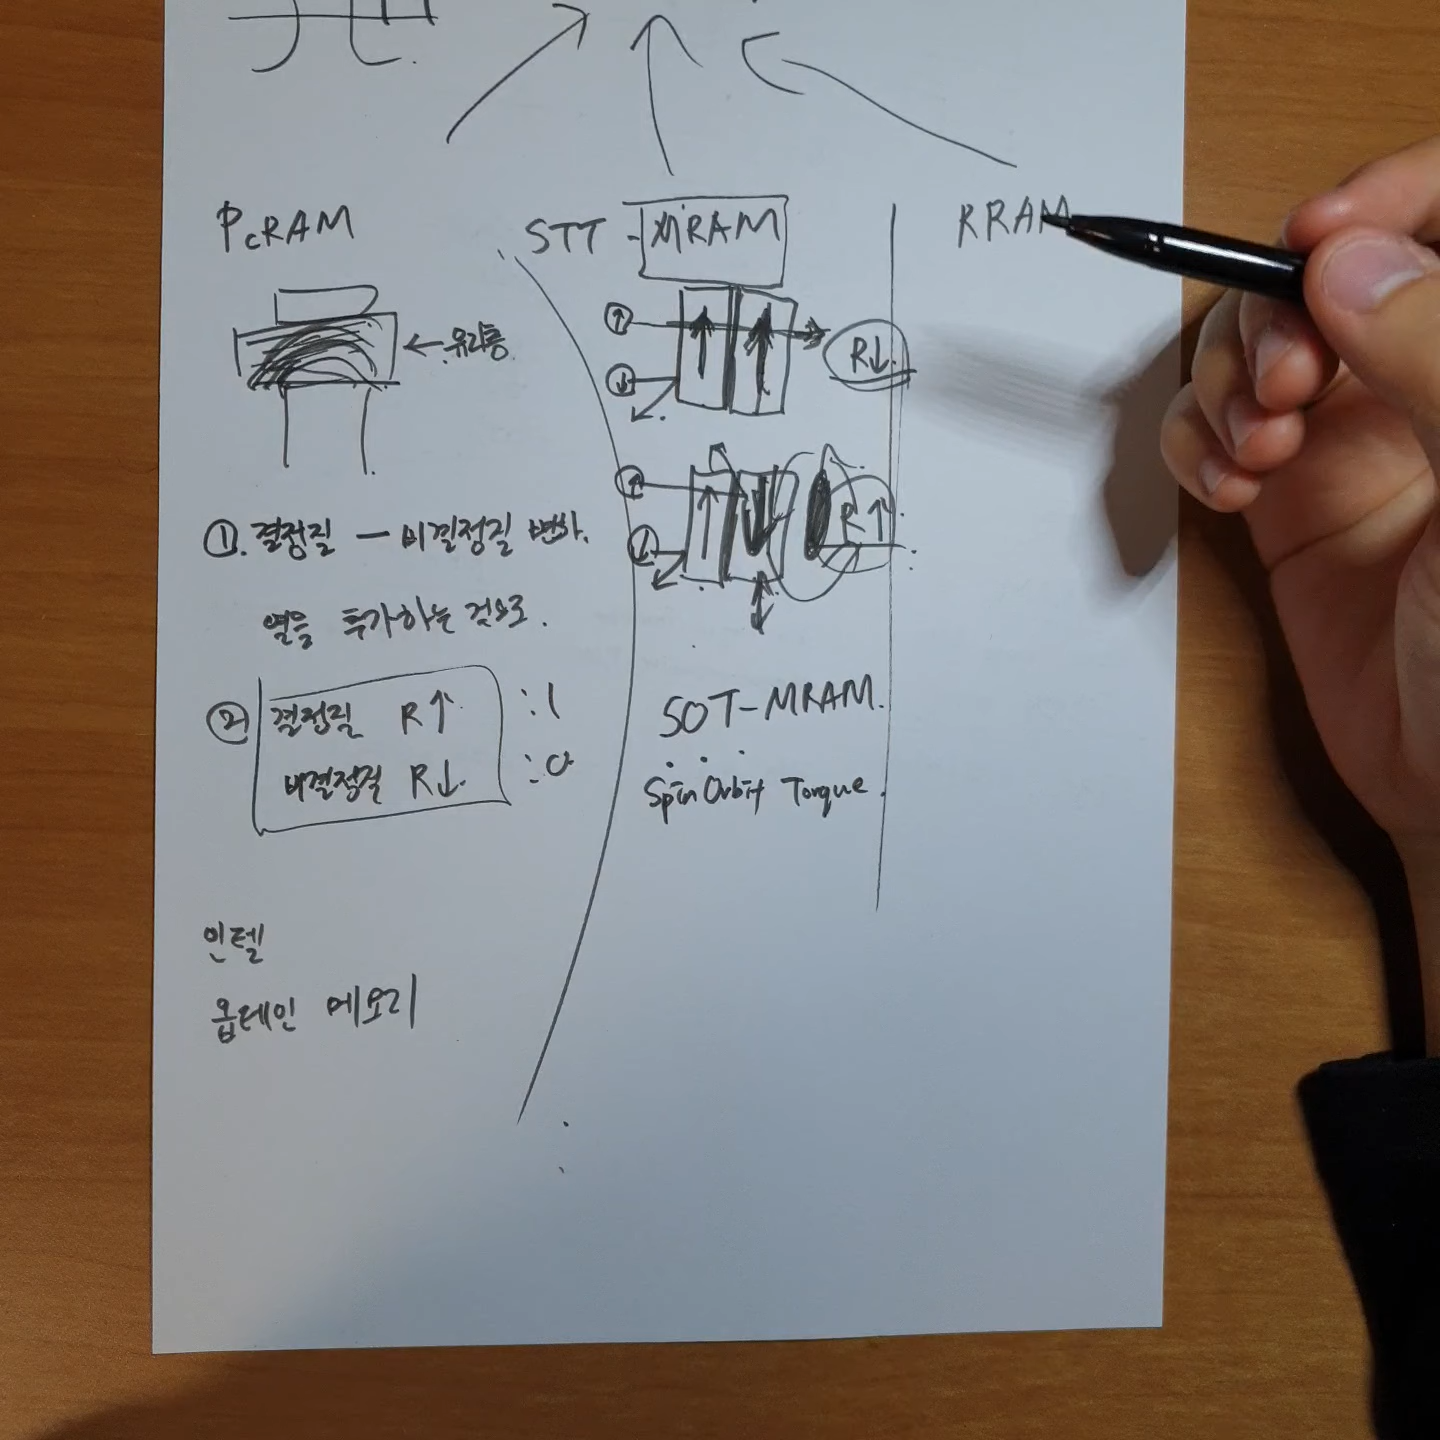 PcRAM
←유리통
①. 결정질 — 비결정질 변화.
열을 추가하는 것으로.
② 결정질 R↑ : 1
비결정질 R↓ : 0
인텔
옵테인 메모리
STT - MRAM
↑
↓
R↓
↑
↓
R↑
SOT-MRAM.
Spin Orbit Torque.
RRAM